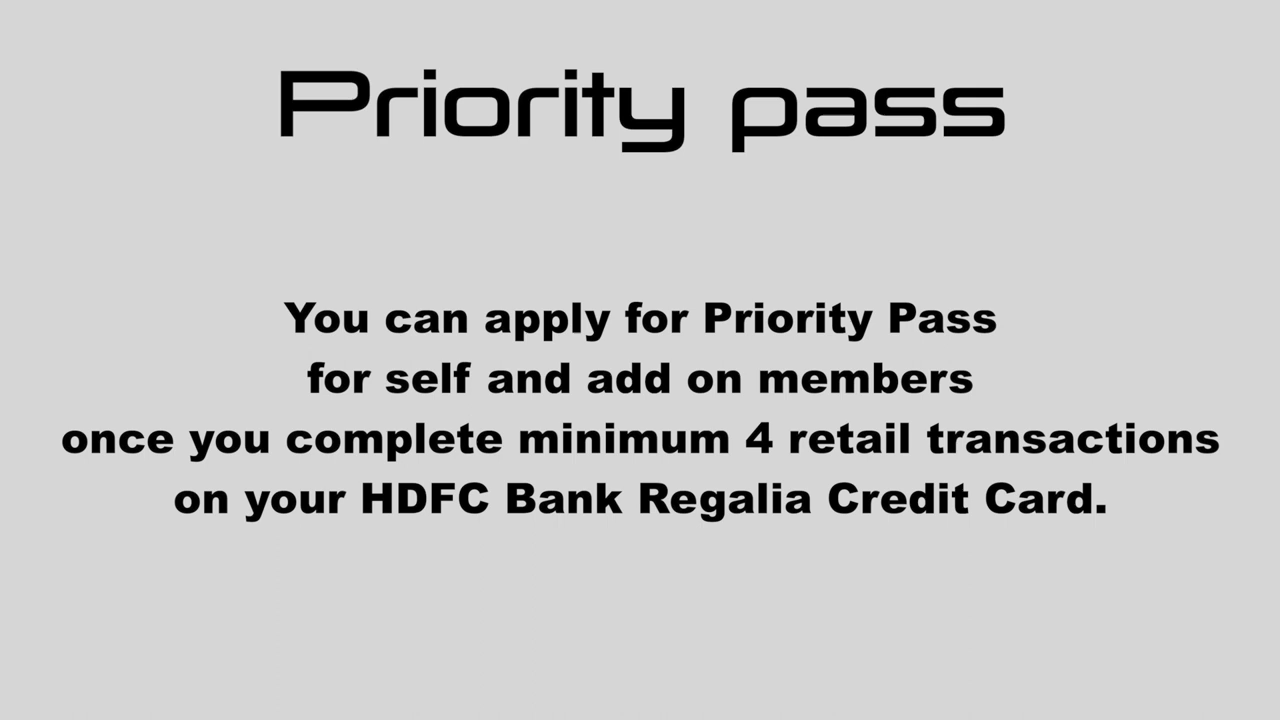 Priority pass
You can apply for Priority Pass
for self and add on members
once you complete minimum 4 retail transactions
on your HDFC Bank Regalia Credit Card.